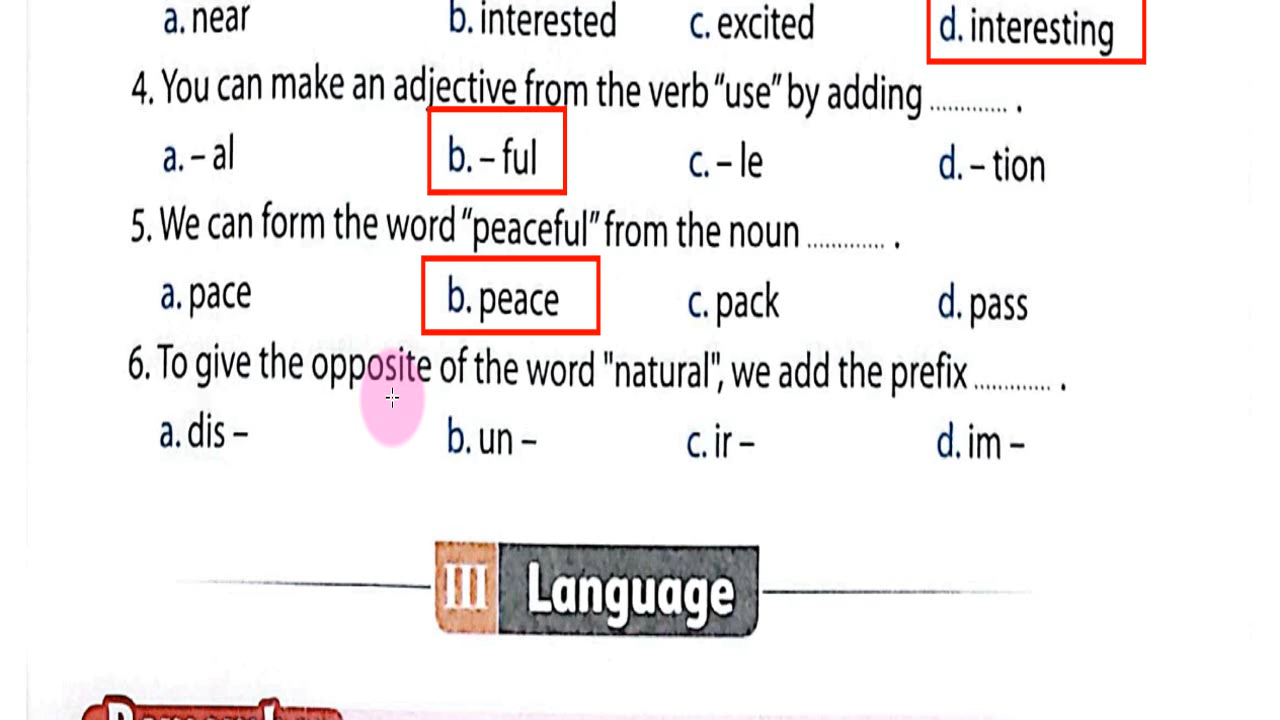 a. near b. interested c. excited d. interesting
4. You can make an adjective from the verb "use" by adding ............ .
a. – al b. – ful c. – le d. – tion
5. We can form the word "peaceful" from the noun ............ .
a. pace b. peace c. pack d. pass
6. To give the opposite of the word "natural", we add the prefix ............ .
a. dis – b. un – c. ir – d. im –
III Language